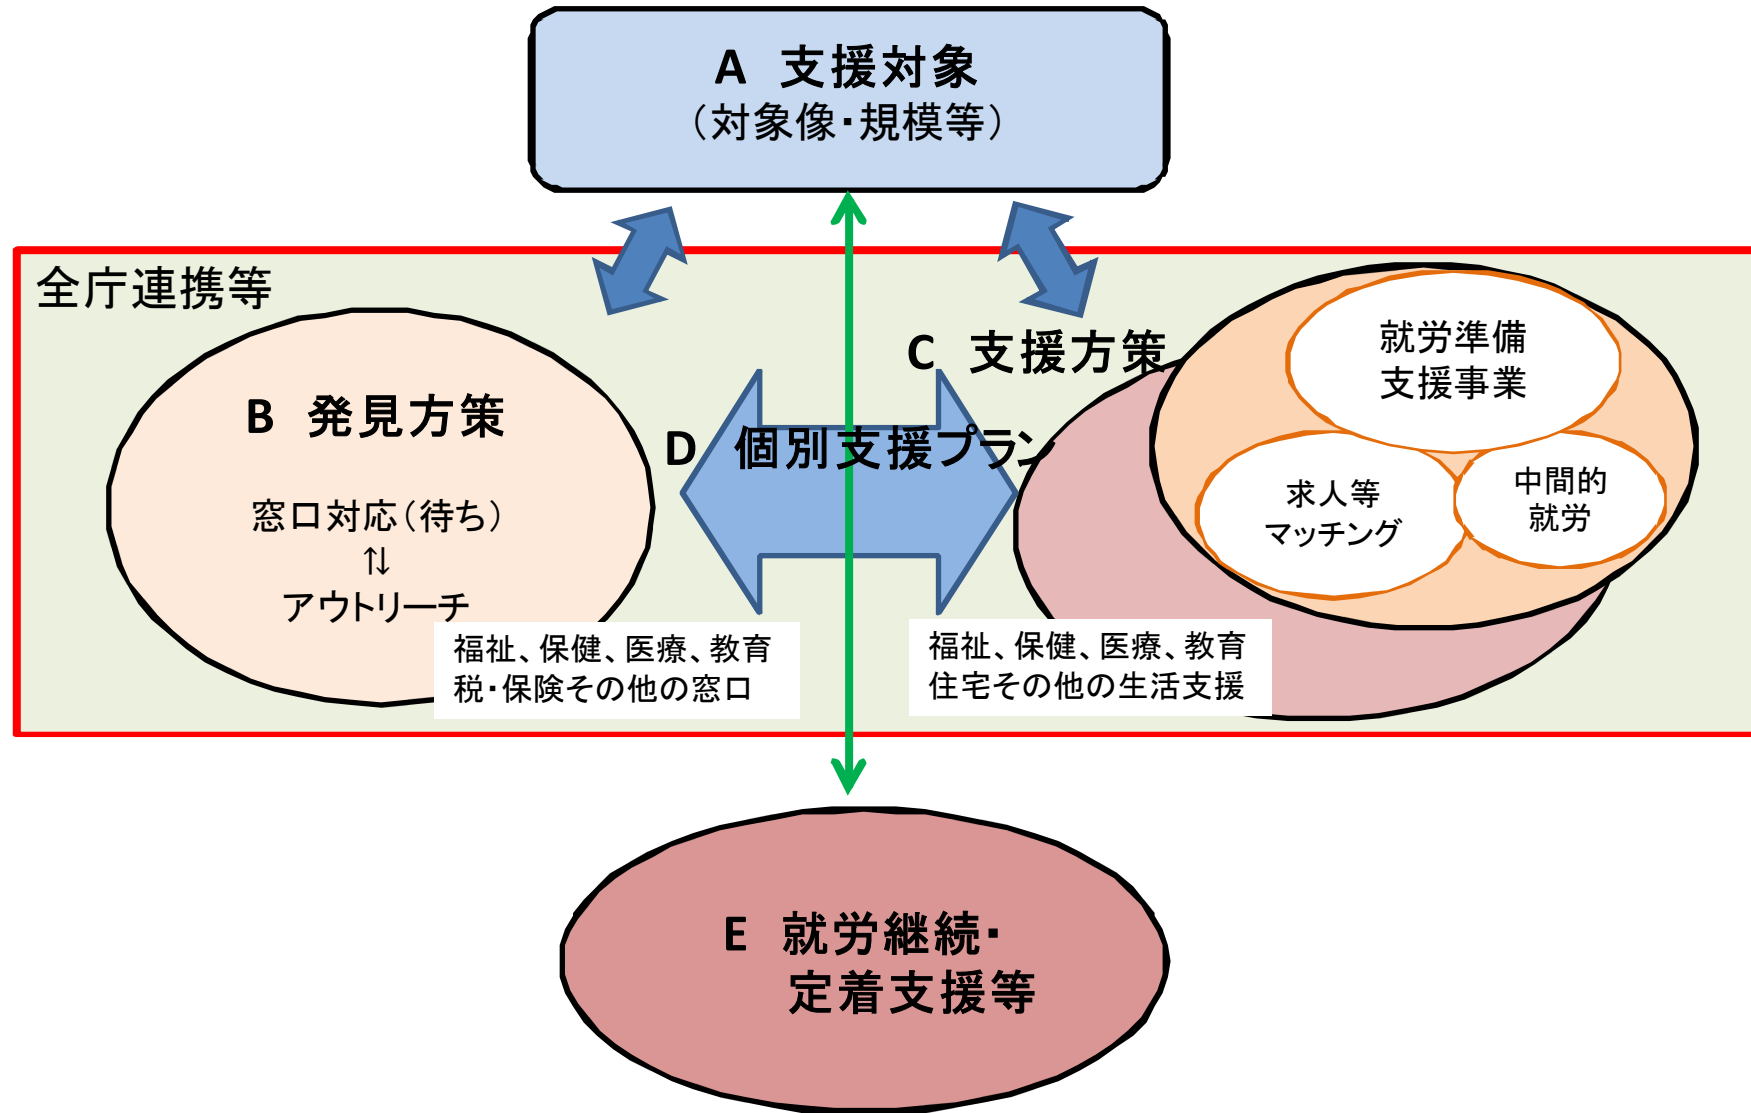 A 支援対象
（対象像・規模等）
全庁連携等
B 発見方策
窓口対応（待ち）
⇅
アウトリーチ
福祉、保健、医療、教育
税・保険その他の窓口
D 個別支援プラン
C 支援方策
就労準備
支援事業
求人等
マッチング
中間的
就労
福祉、保健、医療、教育
住宅その他の生活支援
E 就労継続・
定着支援等